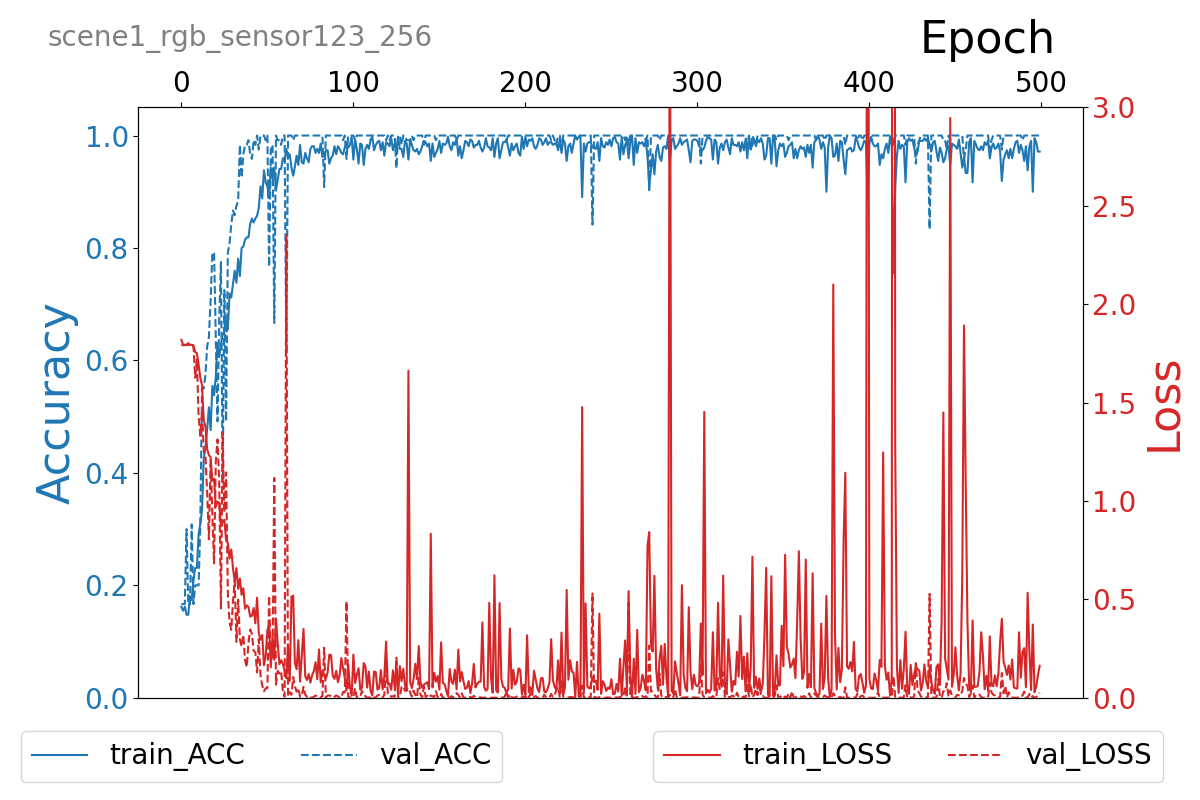 scene1_rgb_sensor123_256
Epoch
0 100 200 300 400 500
1.0
0.8
0.6
0.4
0.2
0.0
Accuracy
3.0
2.5
2.0
1.5
1.0
0.5
0.0
Loss
train_ACC val_ACC
train_LOSS val_LOSS